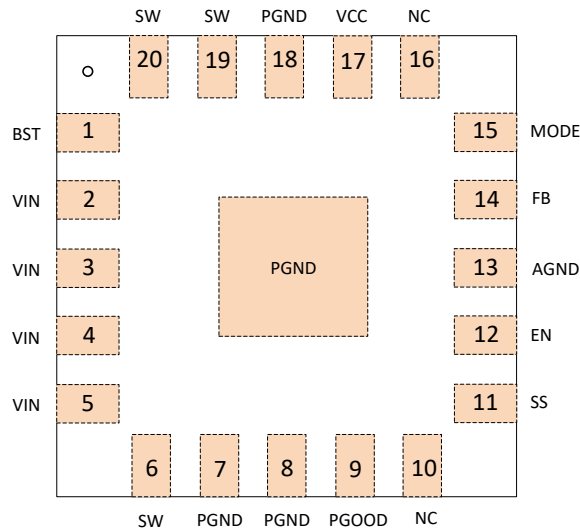 SW SW PGND VCC NC
20 19 18 17 16
BST 1 15 MODE
VIN 2 14 FB
VIN 3 PGND 13 AGND
VIN 4 12 EN
VIN 5 11 SS
6 7 8 9 10
SW PGND PGND PGOOD NC